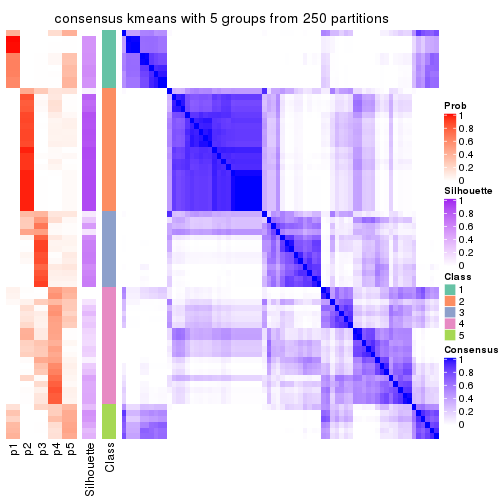 consensus kmeans with 5 groups from 250 partitions
Prob
1
0.8
0.6
0.4
0.2
0
Silhouette
1
0.8
0.6
0.4
0.2
0
Class
1
2
3
4
5
Consensus
1
0.8
0.6
0.4
0.2
0
p1
p2
p3
p4
p5
Silhouette
Class